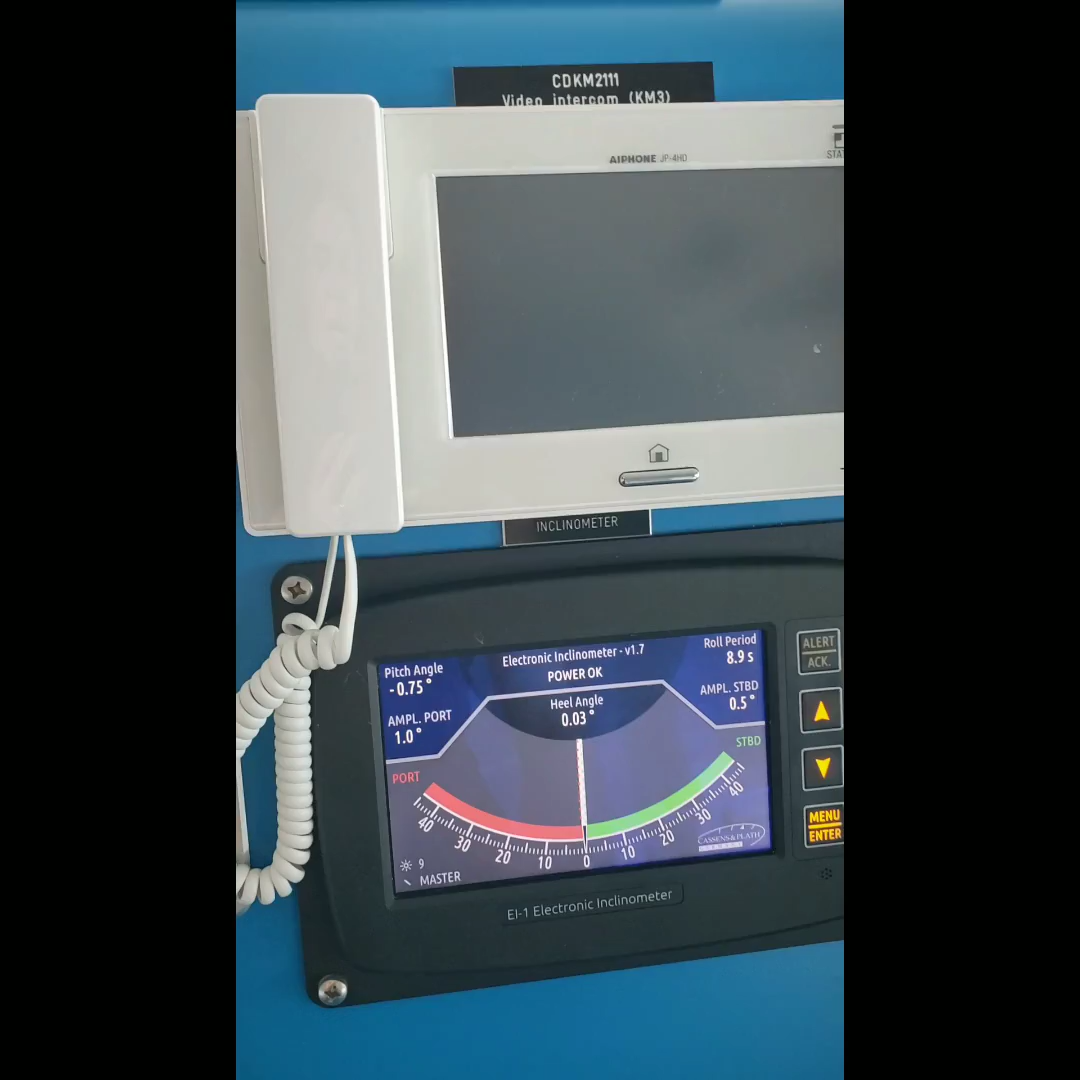 CDKM2111
Video intercom (KM3)
AIPHONE JP-4HD
INCLINOMETER
ALERT
ACK.
Pitch Angle
-0.75°
Electronic Inclinometer - v1.7
POWER OK
Roll Period
8.9 s
AMPL. PORT
1.0°
Heel Angle
0.03°
AMPL. STBD
0.5°
PORT
STBD
40 30 20 10 0 10 20 30 40
CASSENS & PLATH
9
MASTER
MENU
ENTER
EI-1 Electronic Inclinometer